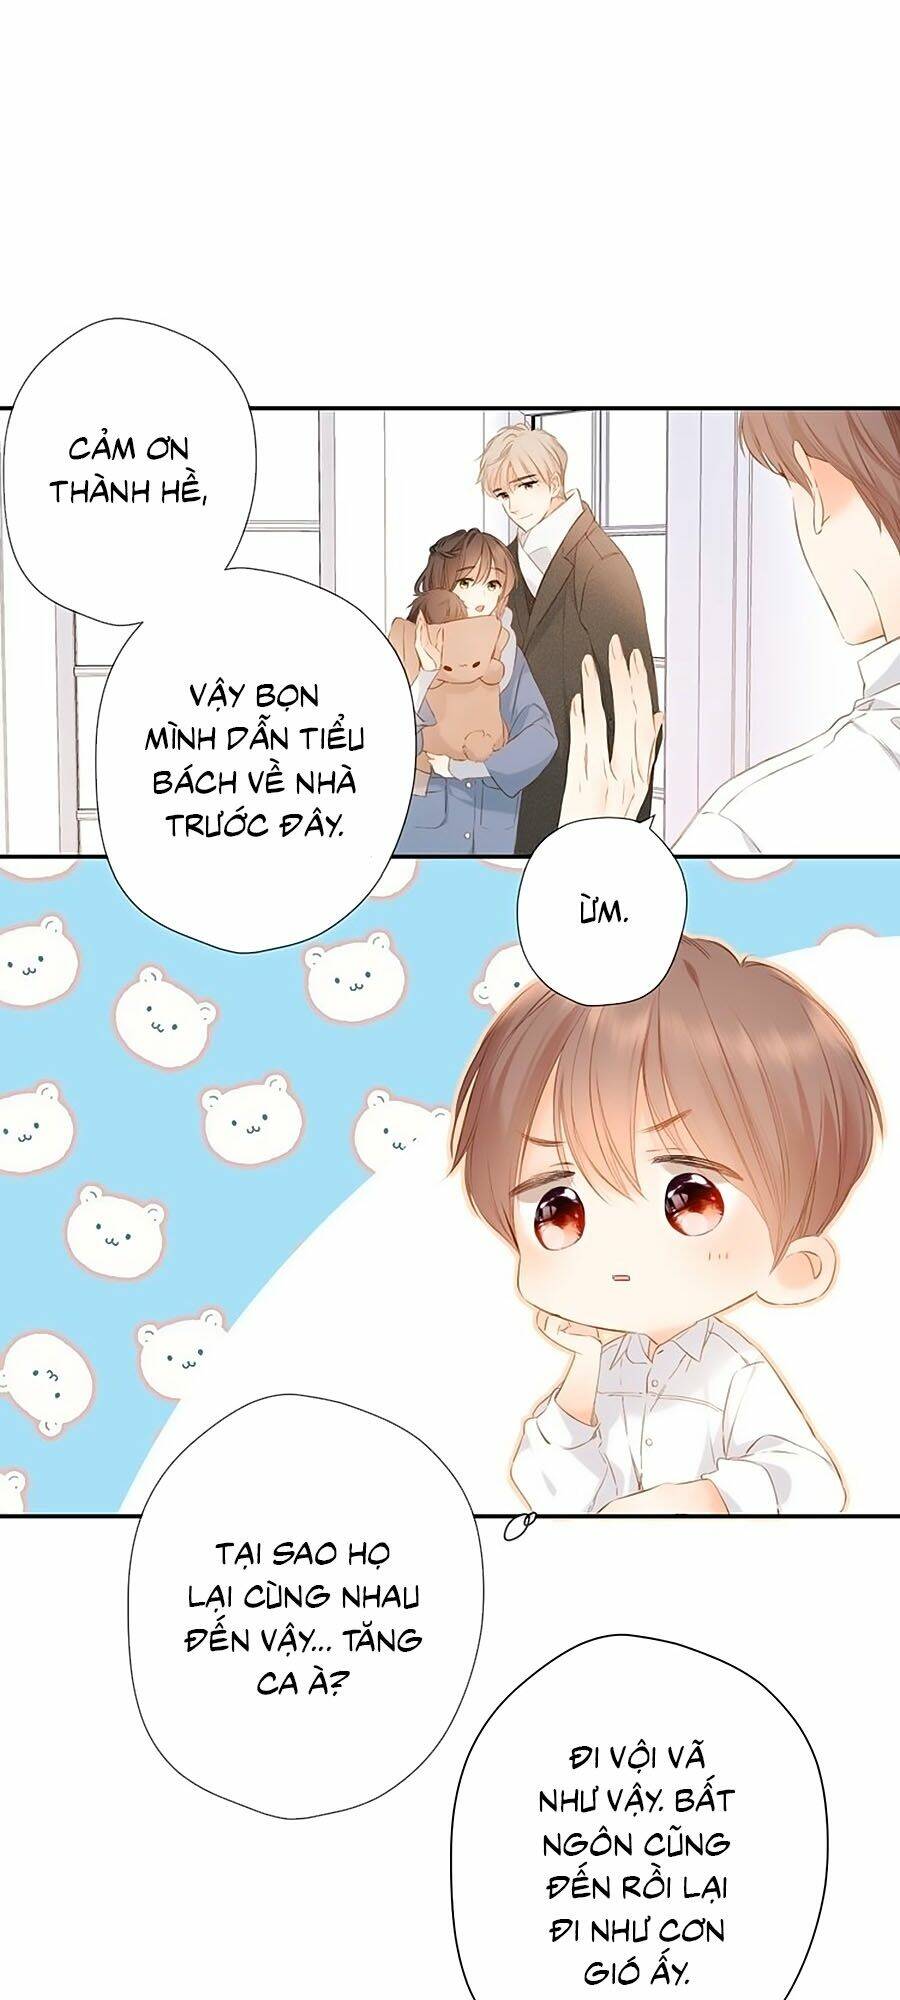 CẢM ƠN
THÀNH HỀ,
VẬY BỌN
MÌNH DẪN TIỂU
BÁCH VỀ NHÀ
TRƯỚC ĐÂY.
ỪM.
TẠI SAO HỌ
LẠI CÙNG NHAU
ĐẾN VẬY... TĂNG
CA À?
ĐI VỘI VÃ
NHƯ VẬY. BẤT
NGÔN CŨNG
ĐẾN RỒI LẠI
ĐI NHƯ CƠN
GIÓ ẤY.